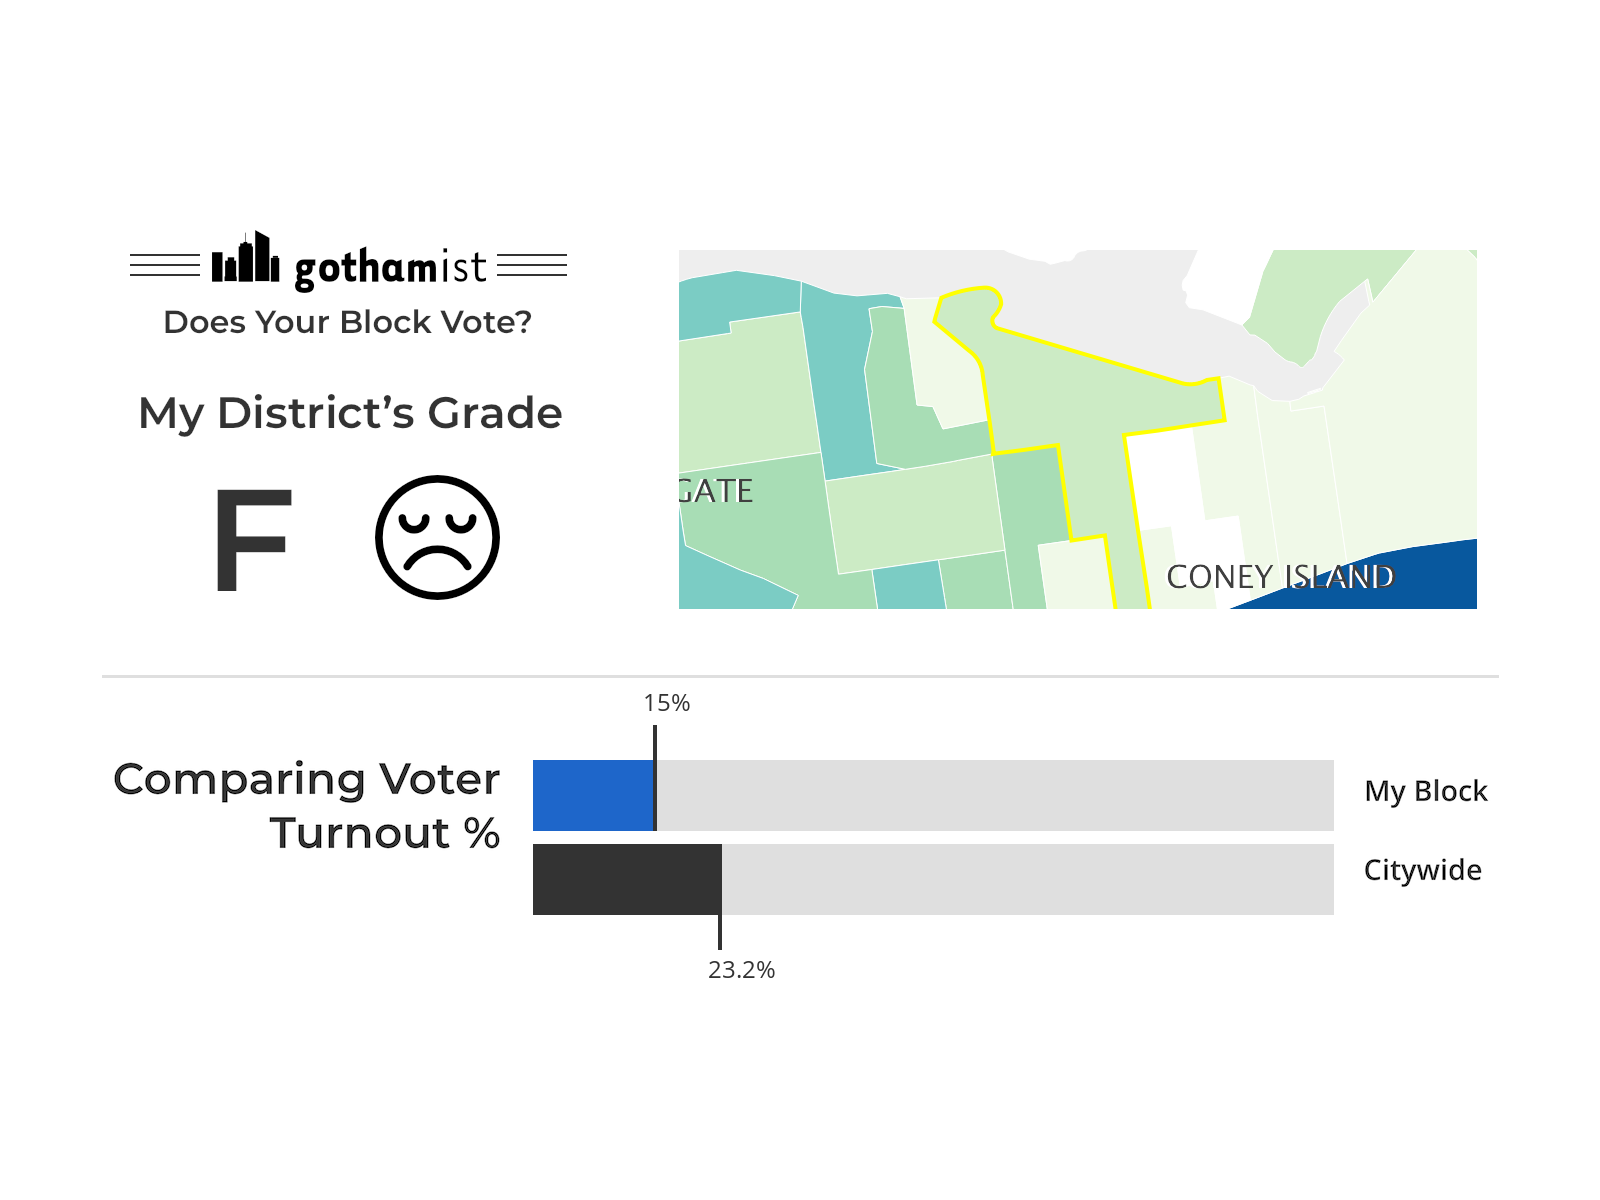 gothamist
Does Your Block Vote?
My District’s Grade
F
GATE
CONEY ISLAND
15%
Comparing Voter
Turnout %
My Block
Citywide
23.2%